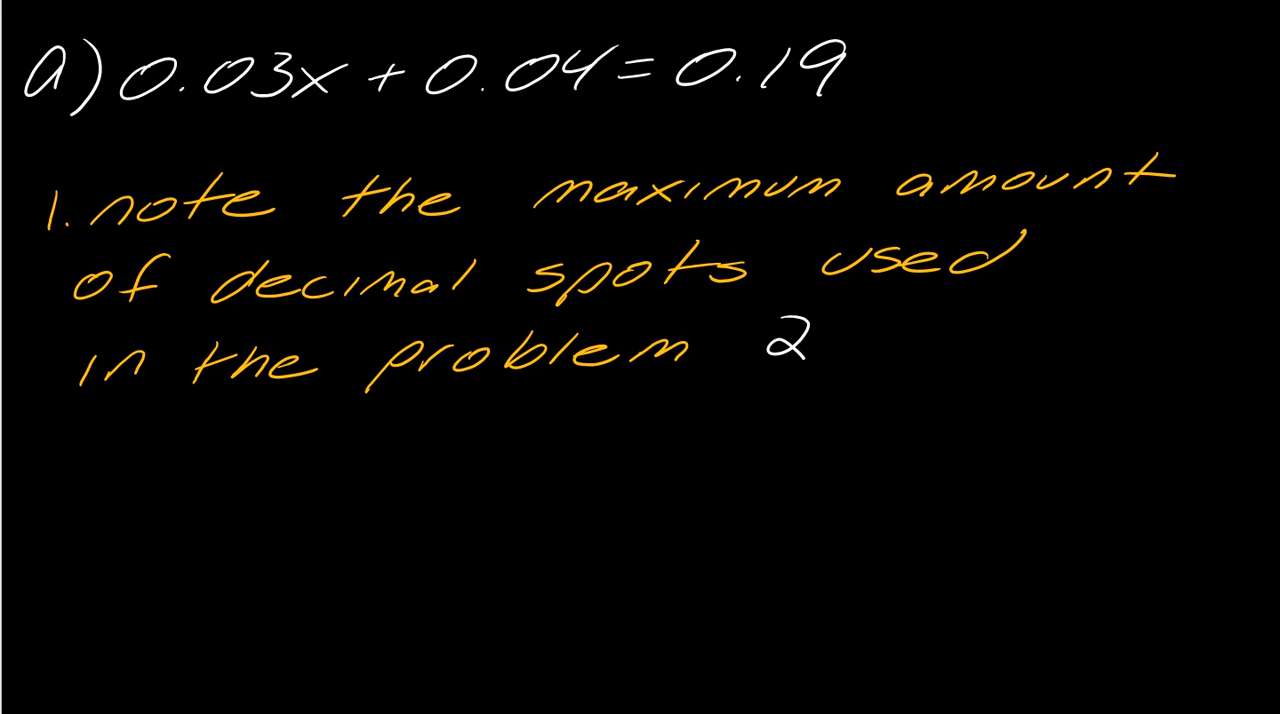 a) 0.03x + 0.04 = 0.19
1. note the maximum amount
of decimal spots used
in the problem 2